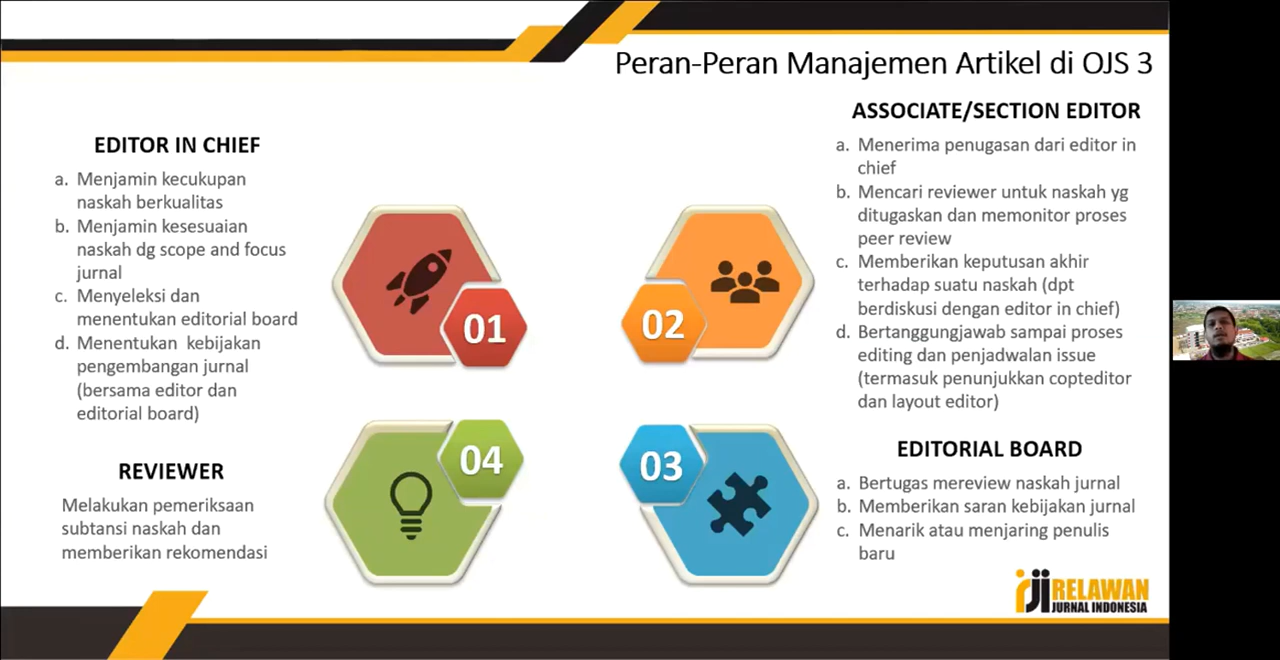 Peran-Peran Manajemen Artikel di OJS 3
EDITOR IN CHIEF
a. Menjamin kecukupan
naskah berkualitas
b. Menjamin kesesuaian
naskah dg scope and focus
jurnal
c. Menyeleksi dan
menentukan editorial board
d. Menentukan kebijakan
pengembangan jurnal
(bersama editor dan
editorial board)
01
ASSOCIATE/SECTION EDITOR
a. Menerima penugasan dari editor in
chief
b. Mencari reviewer untuk naskah yg
ditugaskan dan memonitor proses
peer review
c. Memberikan keputusan akhir
terhadap suatu naskah (dpt
berdiskusi dengan editor in chief)
d. Bertanggungjawab sampai proses
editing dan penjadwalan issue
(termasuk penunjukkan copteditor
dan layout editor)
02
EDITORIAL BOARD
a. Bertugas mereview naskah jurnal
b. Memberikan saran kebijakan jurnal
c. Menarik atau menjaring penulis
baru
03
REVIEWER
Melakukan pemeriksaan
subtansi naskah dan
memberikan rekomendasi
04
rji RELAWAN
JURNAL INDONESIA